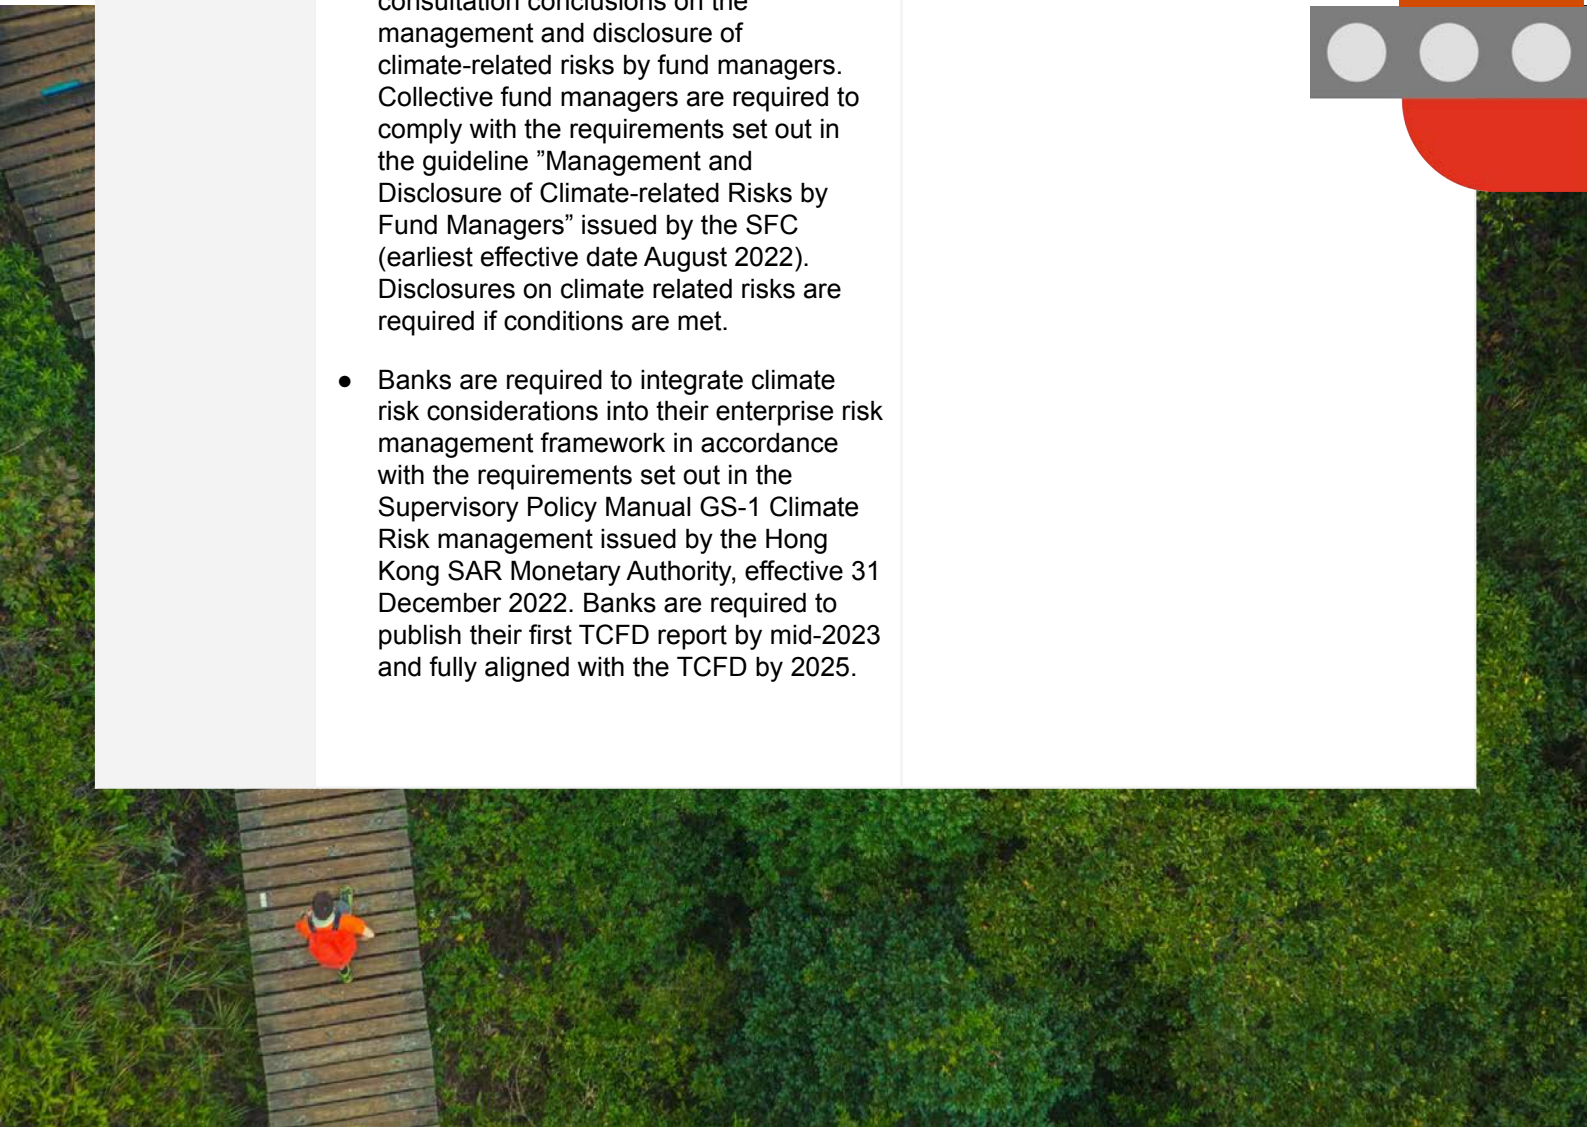 consultation conclusions on the
management and disclosure of
climate-related risks by fund managers.
Collective fund managers are required to
comply with the requirements set out in
the guideline ”Management and
Disclosure of Climate-related Risks by
Fund Managers” issued by the SFC
(earliest effective date August 2022).
Disclosures on climate related risks are
required if conditions are met.
● Banks are required to integrate climate
risk considerations into their enterprise risk
management framework in accordance
with the requirements set out in the
Supervisory Policy Manual GS-1 Climate
Risk management issued by the Hong
Kong SAR Monetary Authority, effective 31
December 2022. Banks are required to
publish their first TCFD report by mid-2023
and fully aligned with the TCFD by 2025.